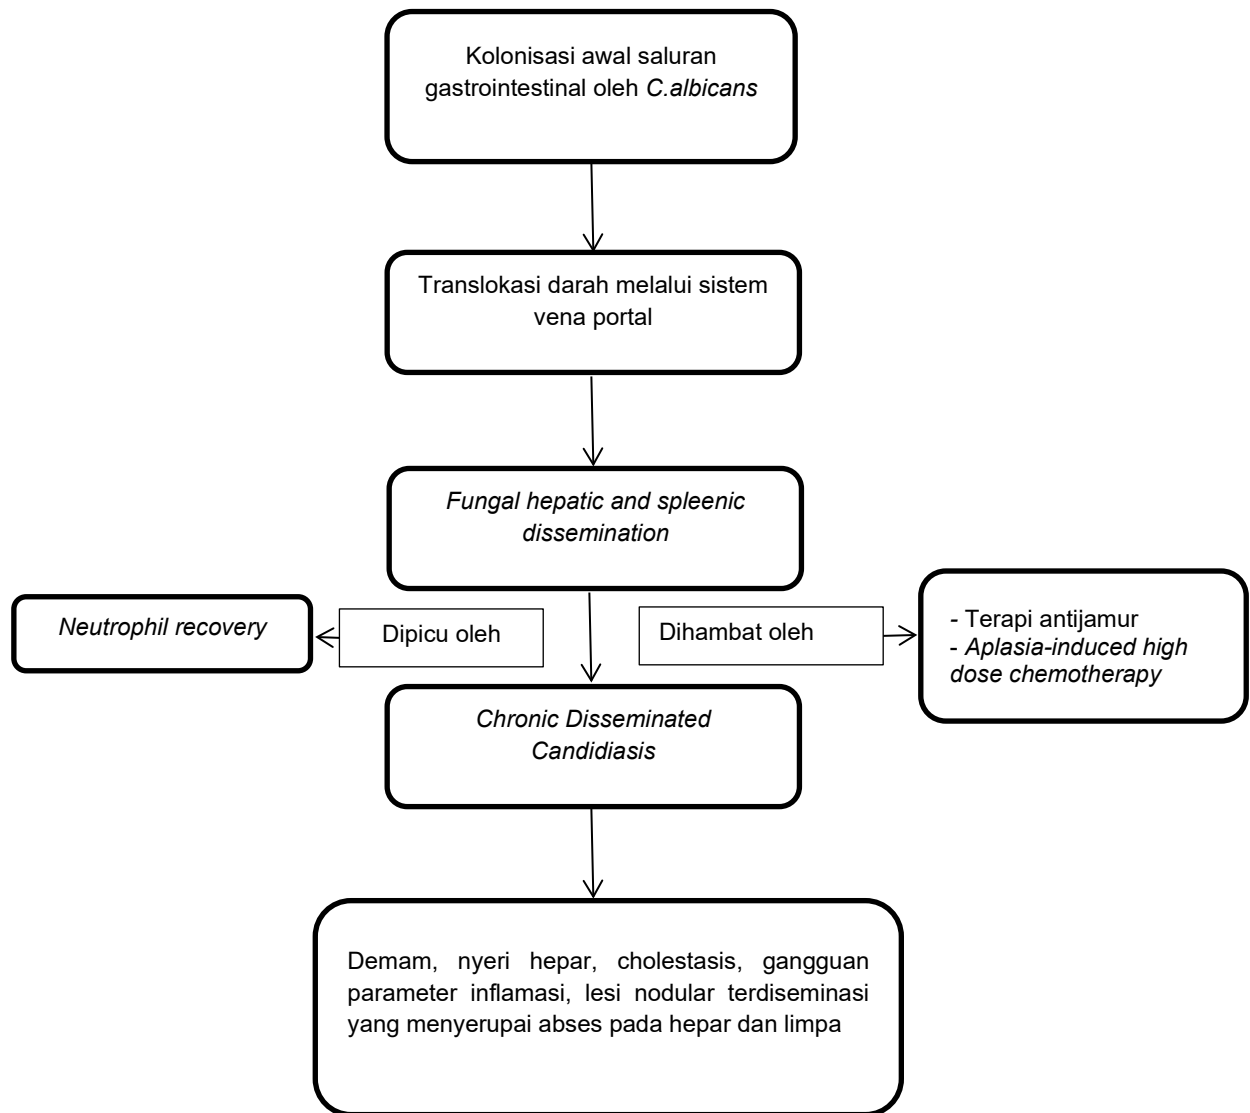 Kolonisasi awal saluran
gastrointestinal oleh C.albicans
Translokasi darah melalui sistem
vena portal
Fungal hepatic and spleenic
dissemination
Neutrophil recovery
Dipicu oleh
Dihambat oleh
- Terapi antijamur
- Aplasia-induced high
dose chemotherapy
Chronic Disseminated
Candidiasis
Demam, nyeri hepar, cholestasis, gangguan
parameter inflamasi, lesi nodular terdiseminasi
yang menyerupai abses pada hepar dan limpa